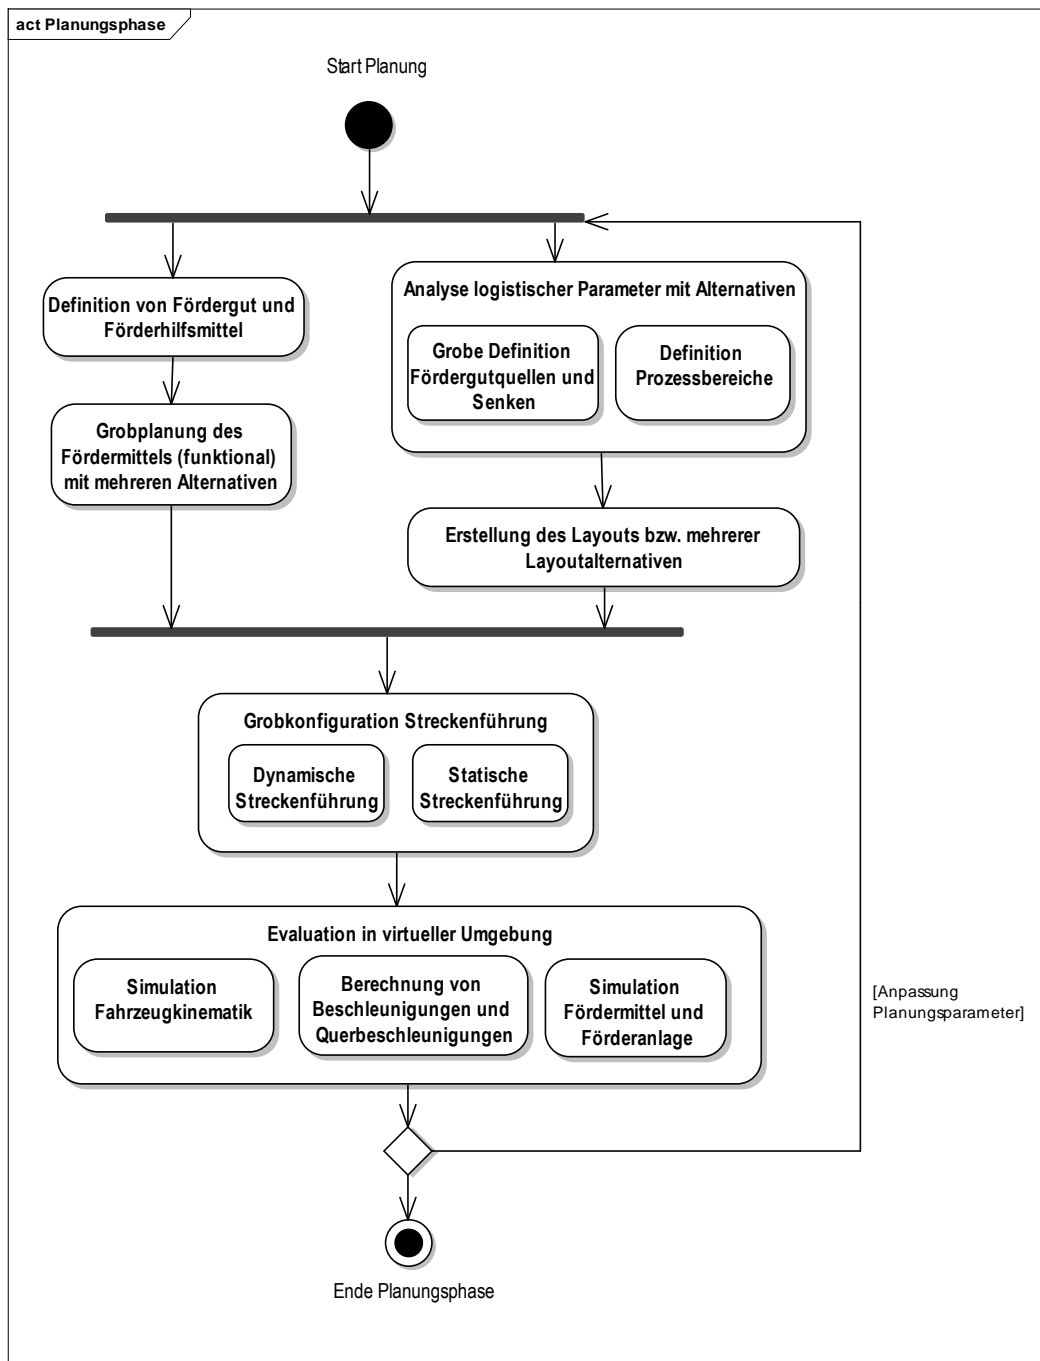 act Planungsphase
Start Planung
Definition von Fördergut und
Förderhilfsmittel
Grobplanung des
Fördermittels (funktional)
mit mehreren Alternativen
Analyse logistischer Parameter mit Alternativen
Grobe Definition
Fördergutquellen und
Senken
Definition
Prozessbereiche
Erstellung des Layouts bzw. mehrerer
Layoutalternativen
Grobkonfiguration Streckenführung
Dynamische
Streckenführung
Statische
Streckenführung
Evaluation in virtueller Umgebung
Simulation
Fahrzeugkinematik
Berechnung von
Beschleunigungen und
Querbeschleunigungen
Simulation
Fördermittel und
Förderanlage
[Anpassung
Planungsparameter]
Ende Planungsphase